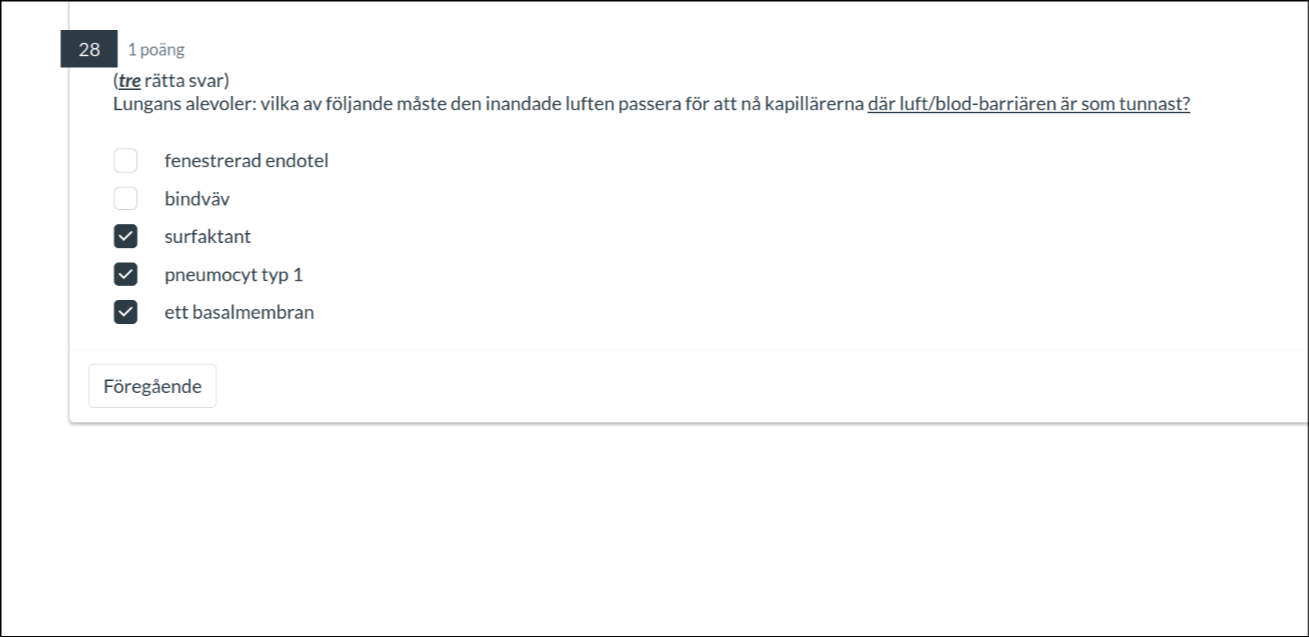 28 1 poäng
(tre rätta svar)
Lungans alevoler: vilka av följande måste den inandade luften passera för att nå kapillärerna där luft/blod-barriären är som tunnast?
fenestrerad endotel
bindväv
surfaktant
pneumocyt typ 1
ett basalmembran
Föregående